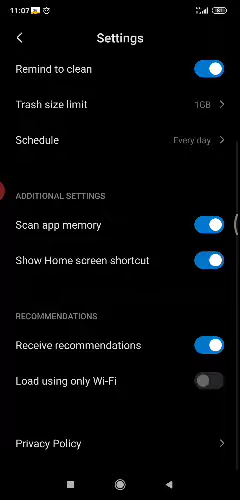 11:07
Settings
Remind to clean
Trash size limit 1GB
Schedule Every day
ADDITIONAL SETTINGS
Scan app memory
Show Home screen shortcut
RECOMMENDATIONS
Receive recommendations
Load using only Wi-Fi
Privacy Policy